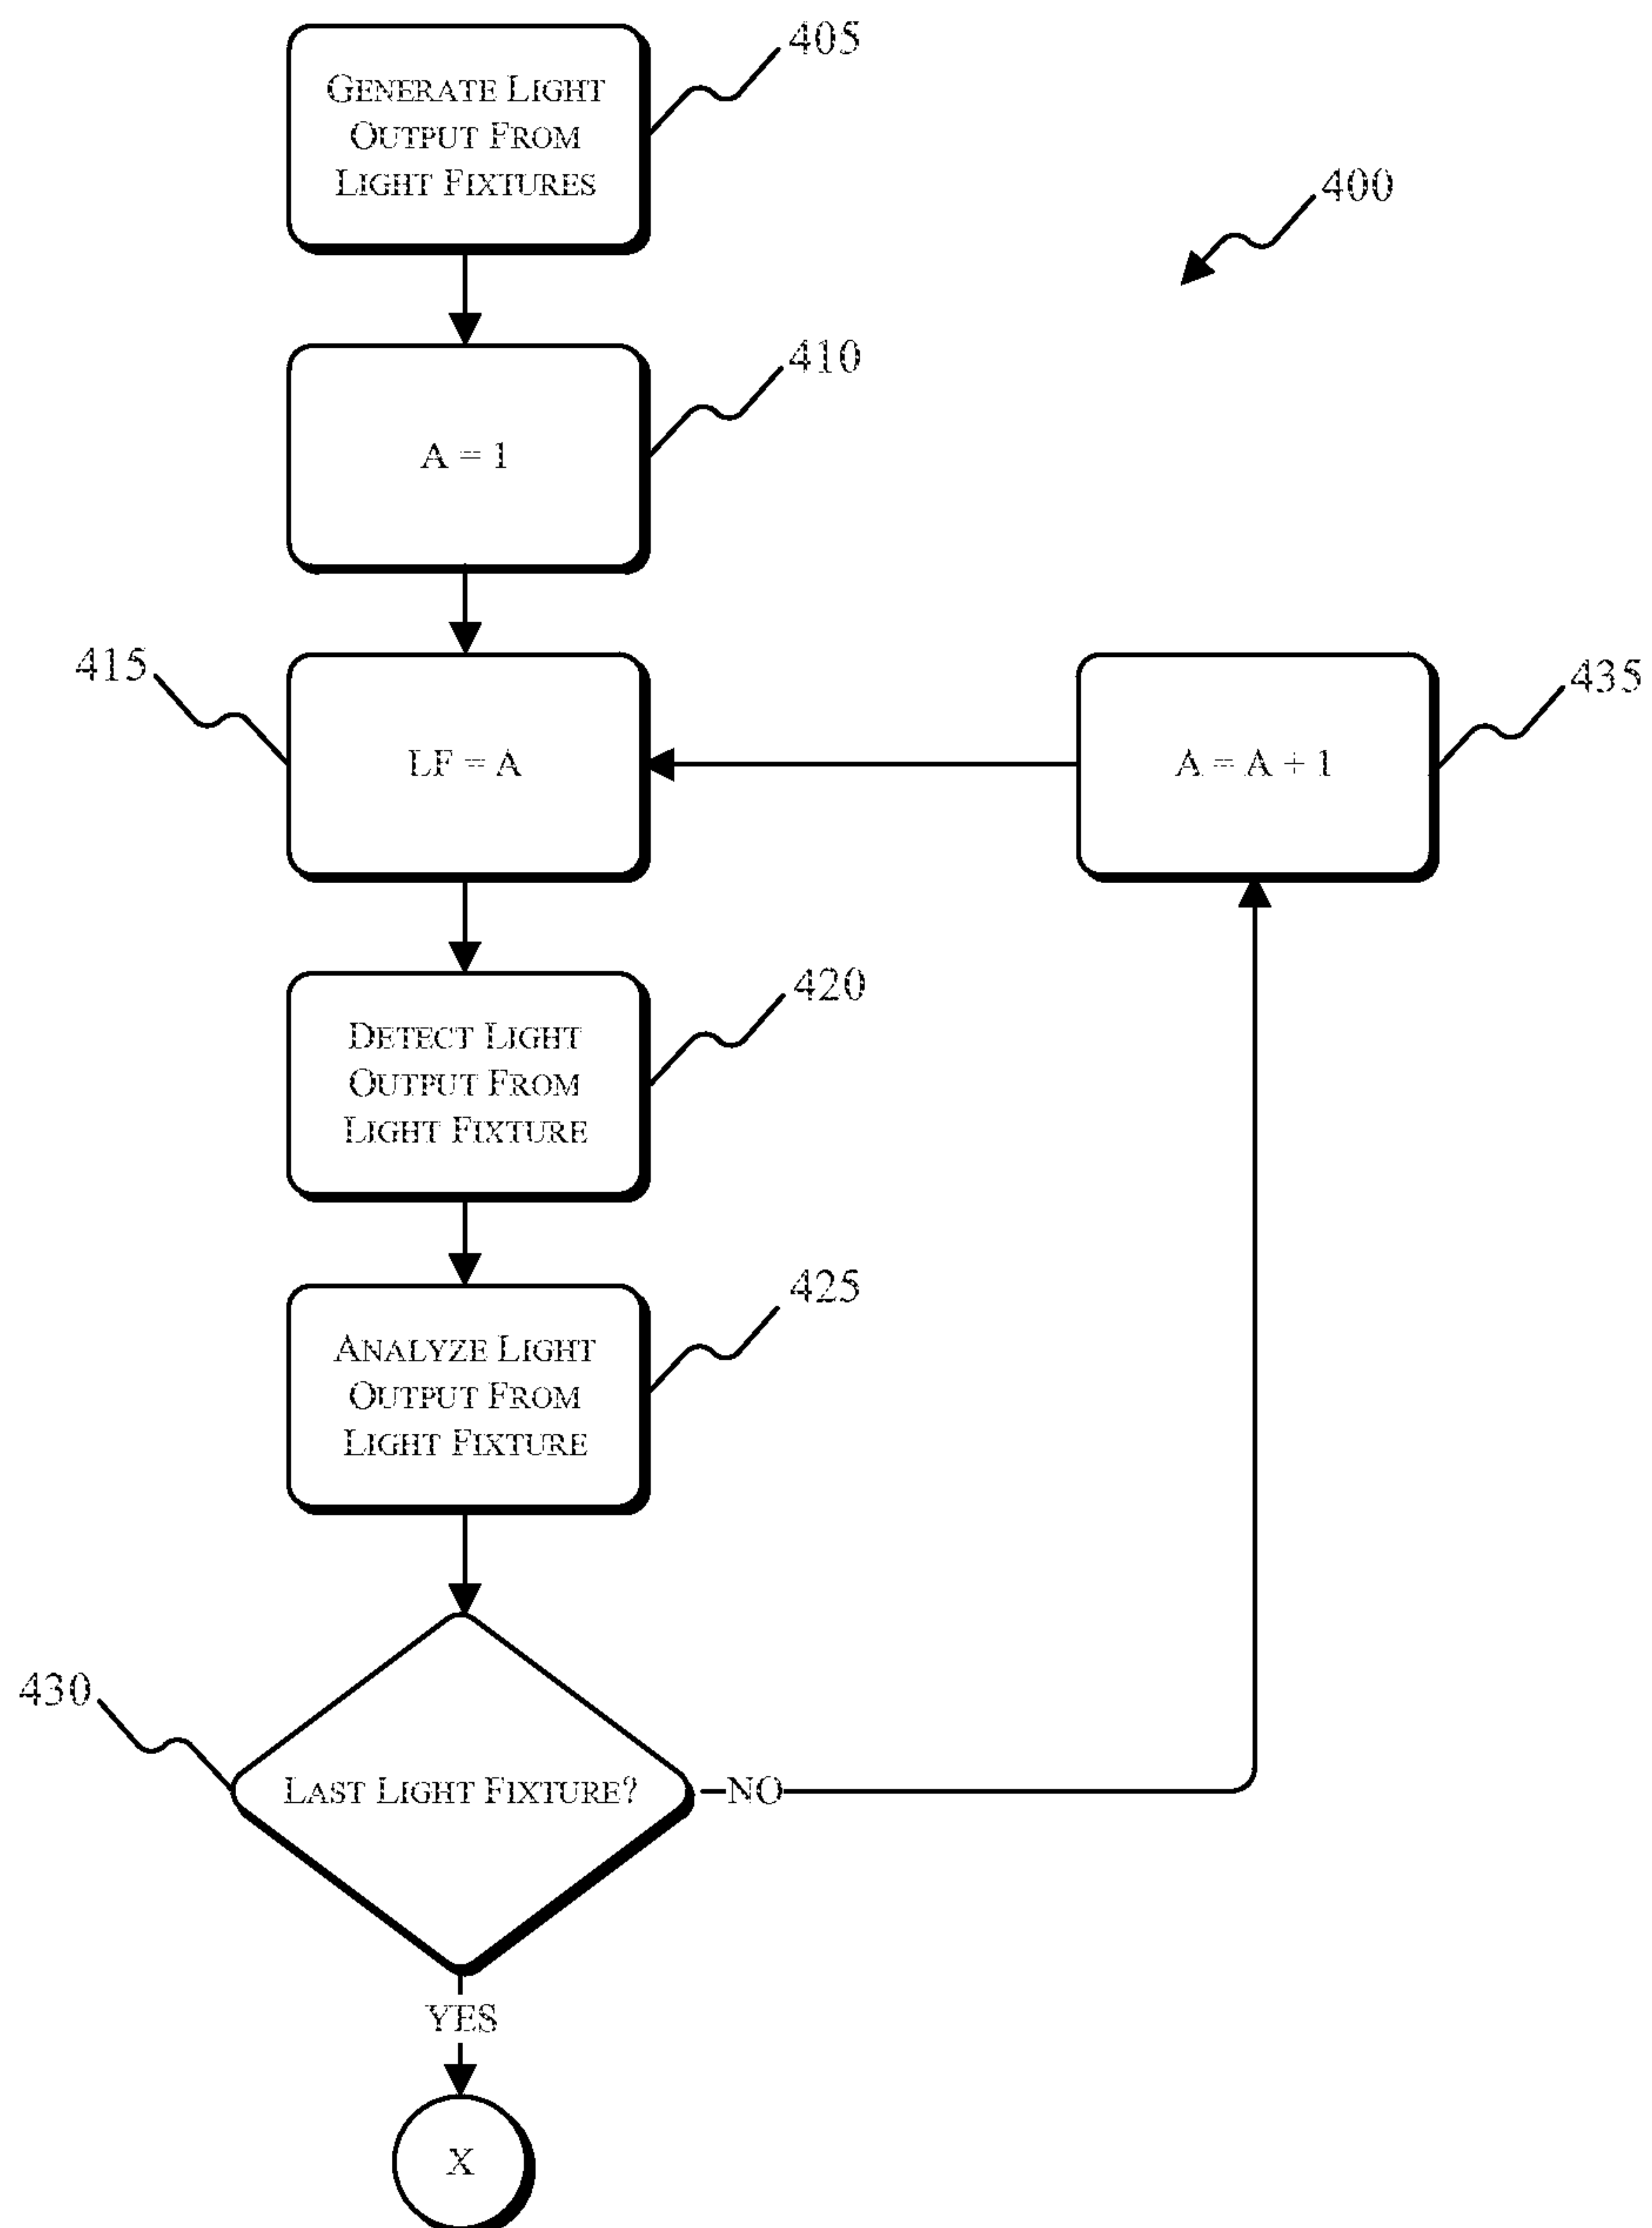 GENERATE LIGHT
OUTPUT FROM
LIGHT FIXTURES
405
400
A = 1
410
415
LF = A
A = A + 1
435
DETECT LIGHT
OUTPUT FROM
LIGHT FIXTURE
420
ANALYZE LIGHT
OUTPUT FROM
LIGHT FIXTURE
425
430
LAST LIGHT FIXTURE?
NO
YES
X